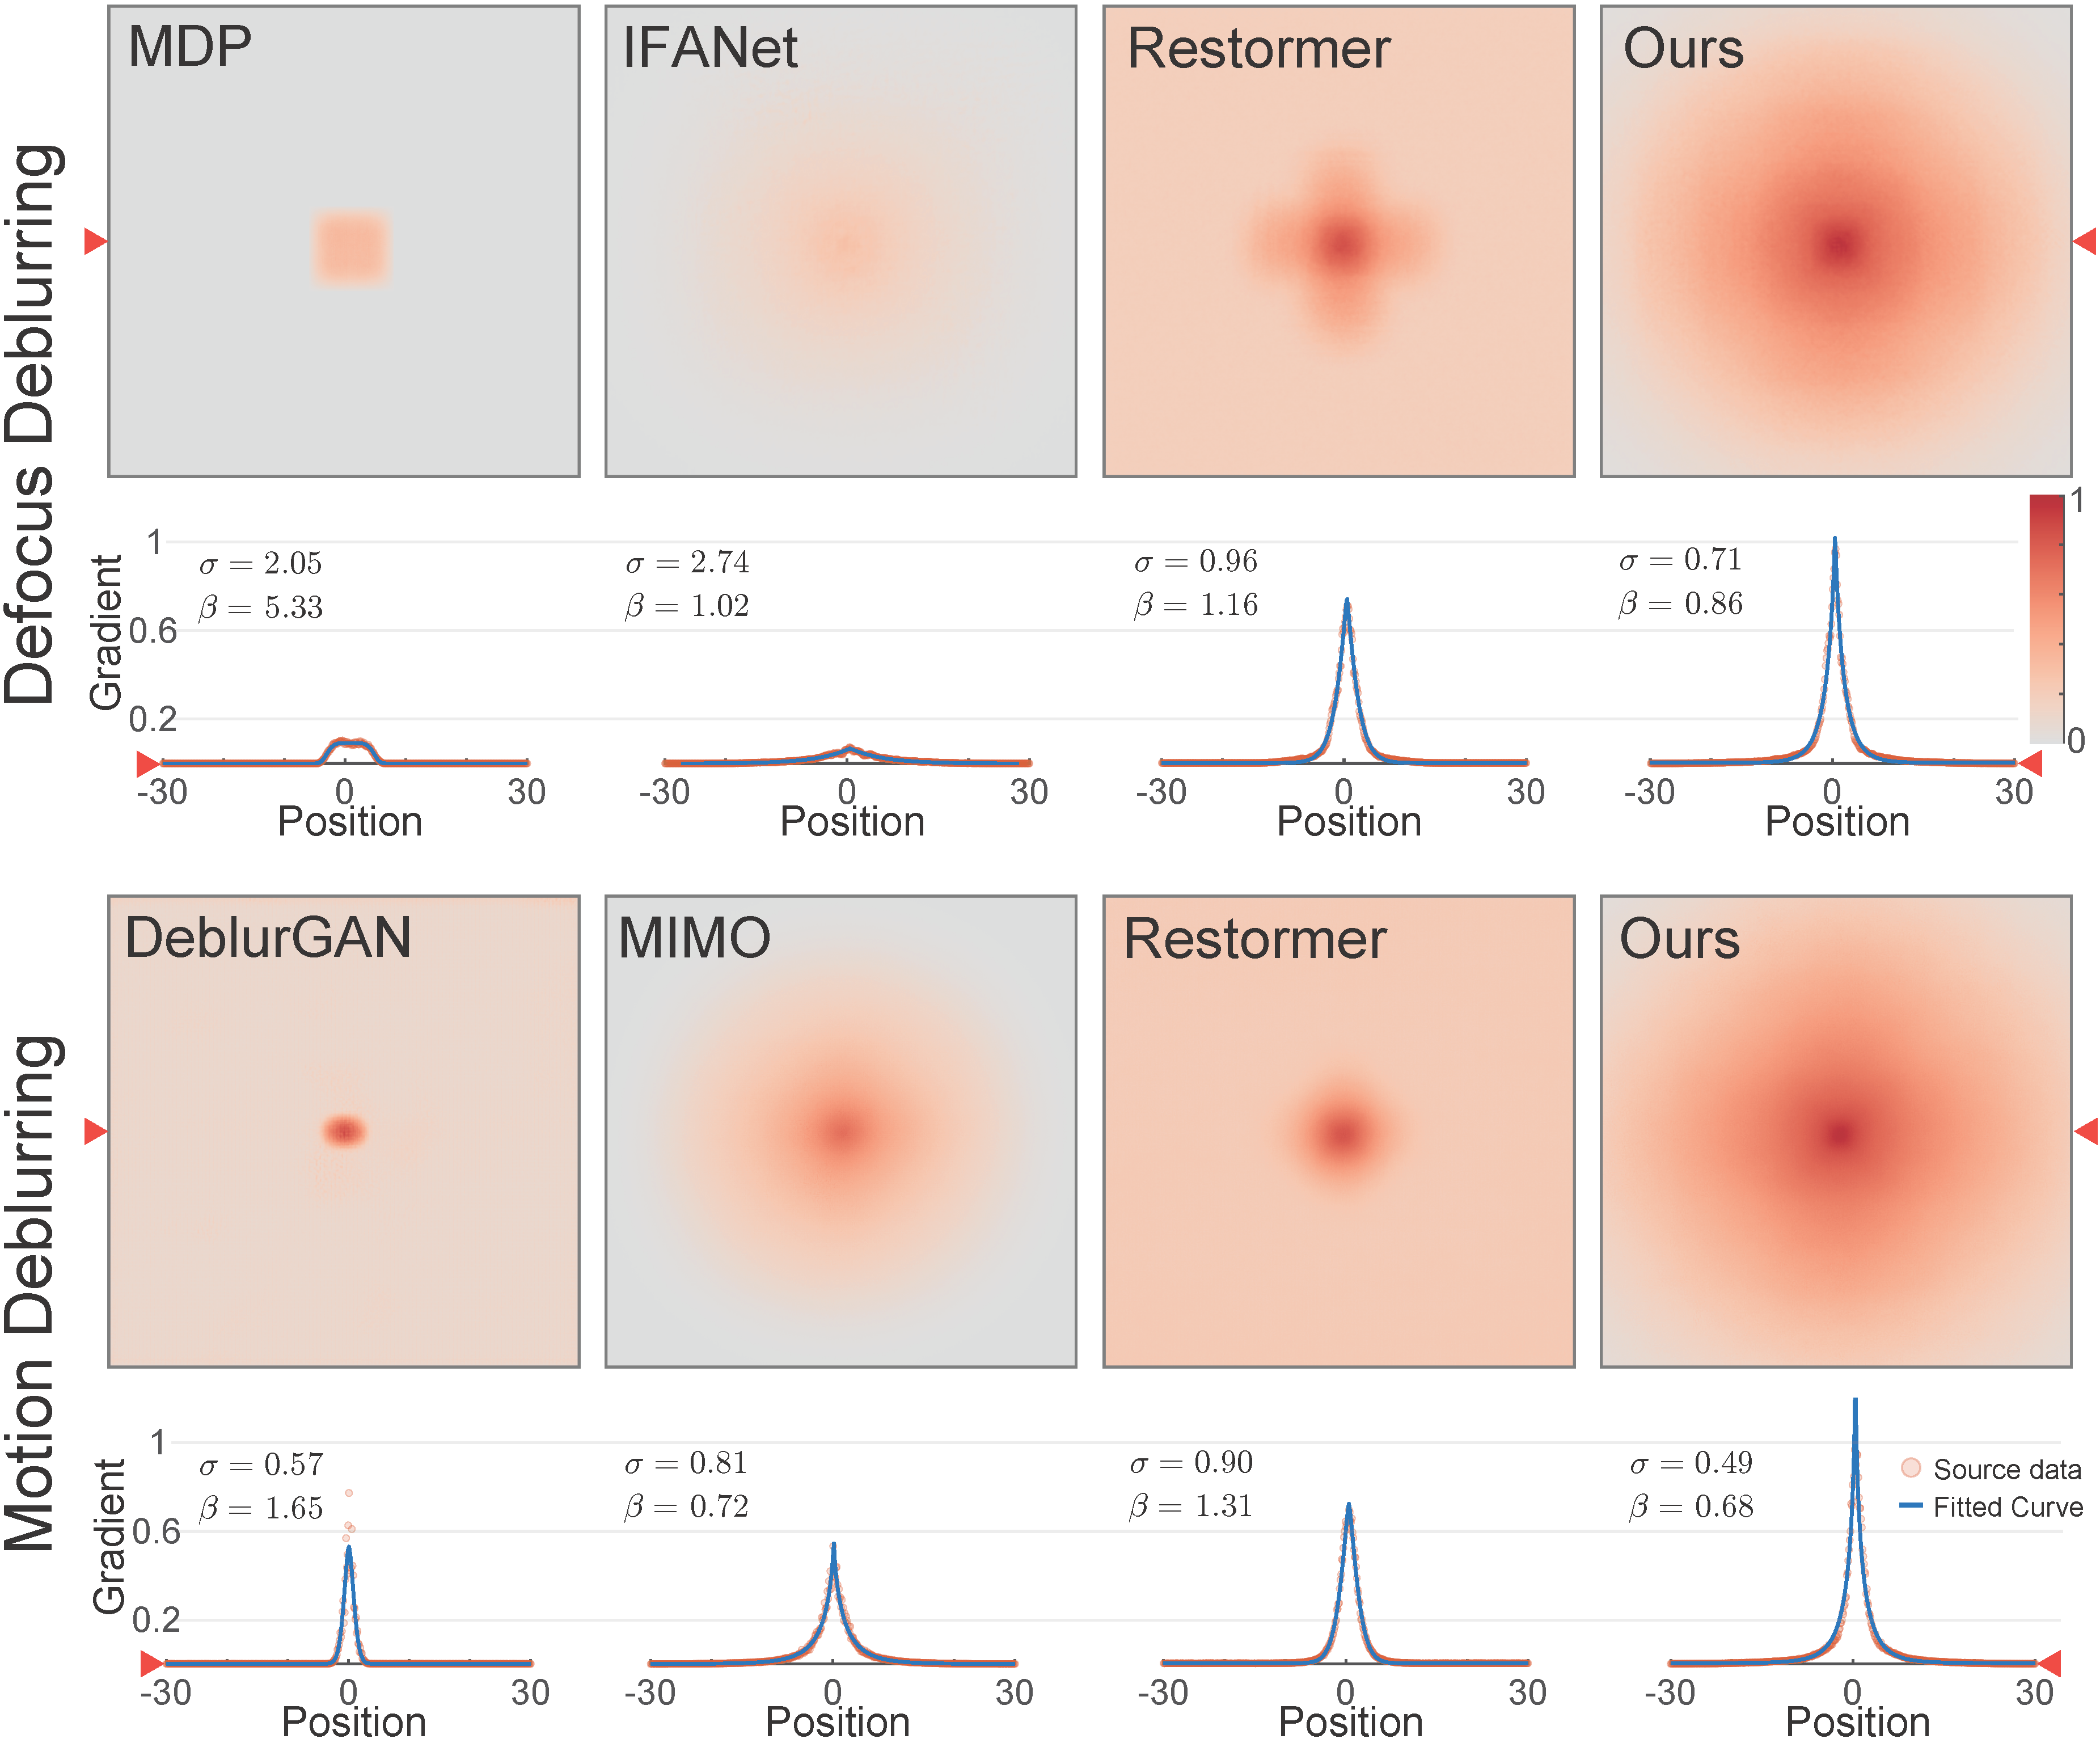 Defocus Deblurring
MDP
IFANet
Restormer
Ours
Gradient
1
0.6
0.2
σ = 2.05
β = 5.33
σ = 2.74
β = 1.02
σ = 0.96
β = 1.16
σ = 0.71
β = 0.86
1
0
-30 0 30
Position
-30 0 30
Position
-30 0 30
Position
-30 0 30
Position
Motion Deblurring
DeblurGAN
MIMO
Restormer
Ours
Gradient
1
0.6
0.2
σ = 0.57
β = 1.65
σ = 0.81
β = 0.72
σ = 0.90
β = 1.31
σ = 0.49
β = 0.68
Source data
Fitted Curve
-30 0 30
Position
-30 0 30
Position
-30 0 30
Position
-30 0 30
Position